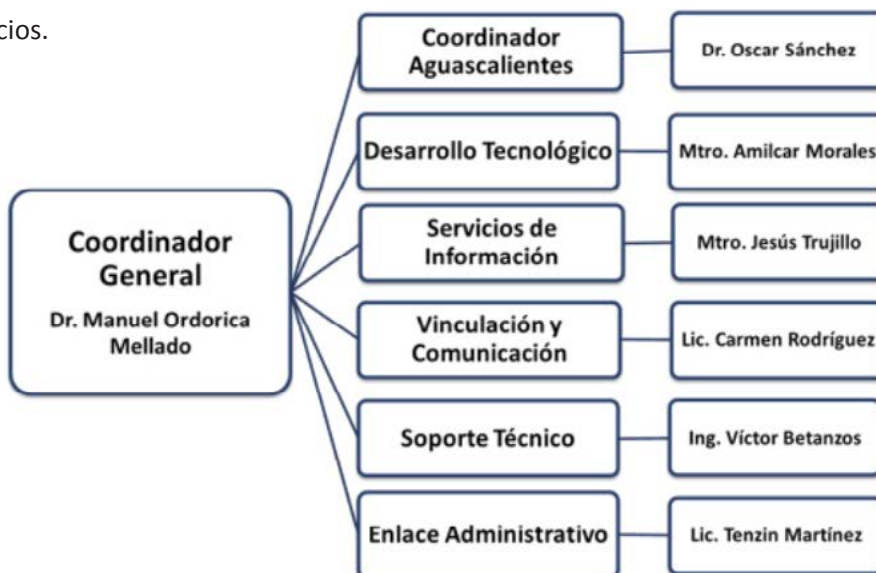 cios.
Coordinador
Aguascalientes
Dr. Oscar Sánchez
Desarrollo Tecnológico
Mtro. Amilcar Morales
Coordinador
General
Dr. Manuel Ordorica
Mellado
Servicios de
Información
Mtro. Jesús Trujillo
Vinculación y
Comunicación
Lic. Carmen Rodríguez
Soporte Técnico
Ing. Víctor Betanzos
Enlace Administrativo
Lic. Tenzin Martínez